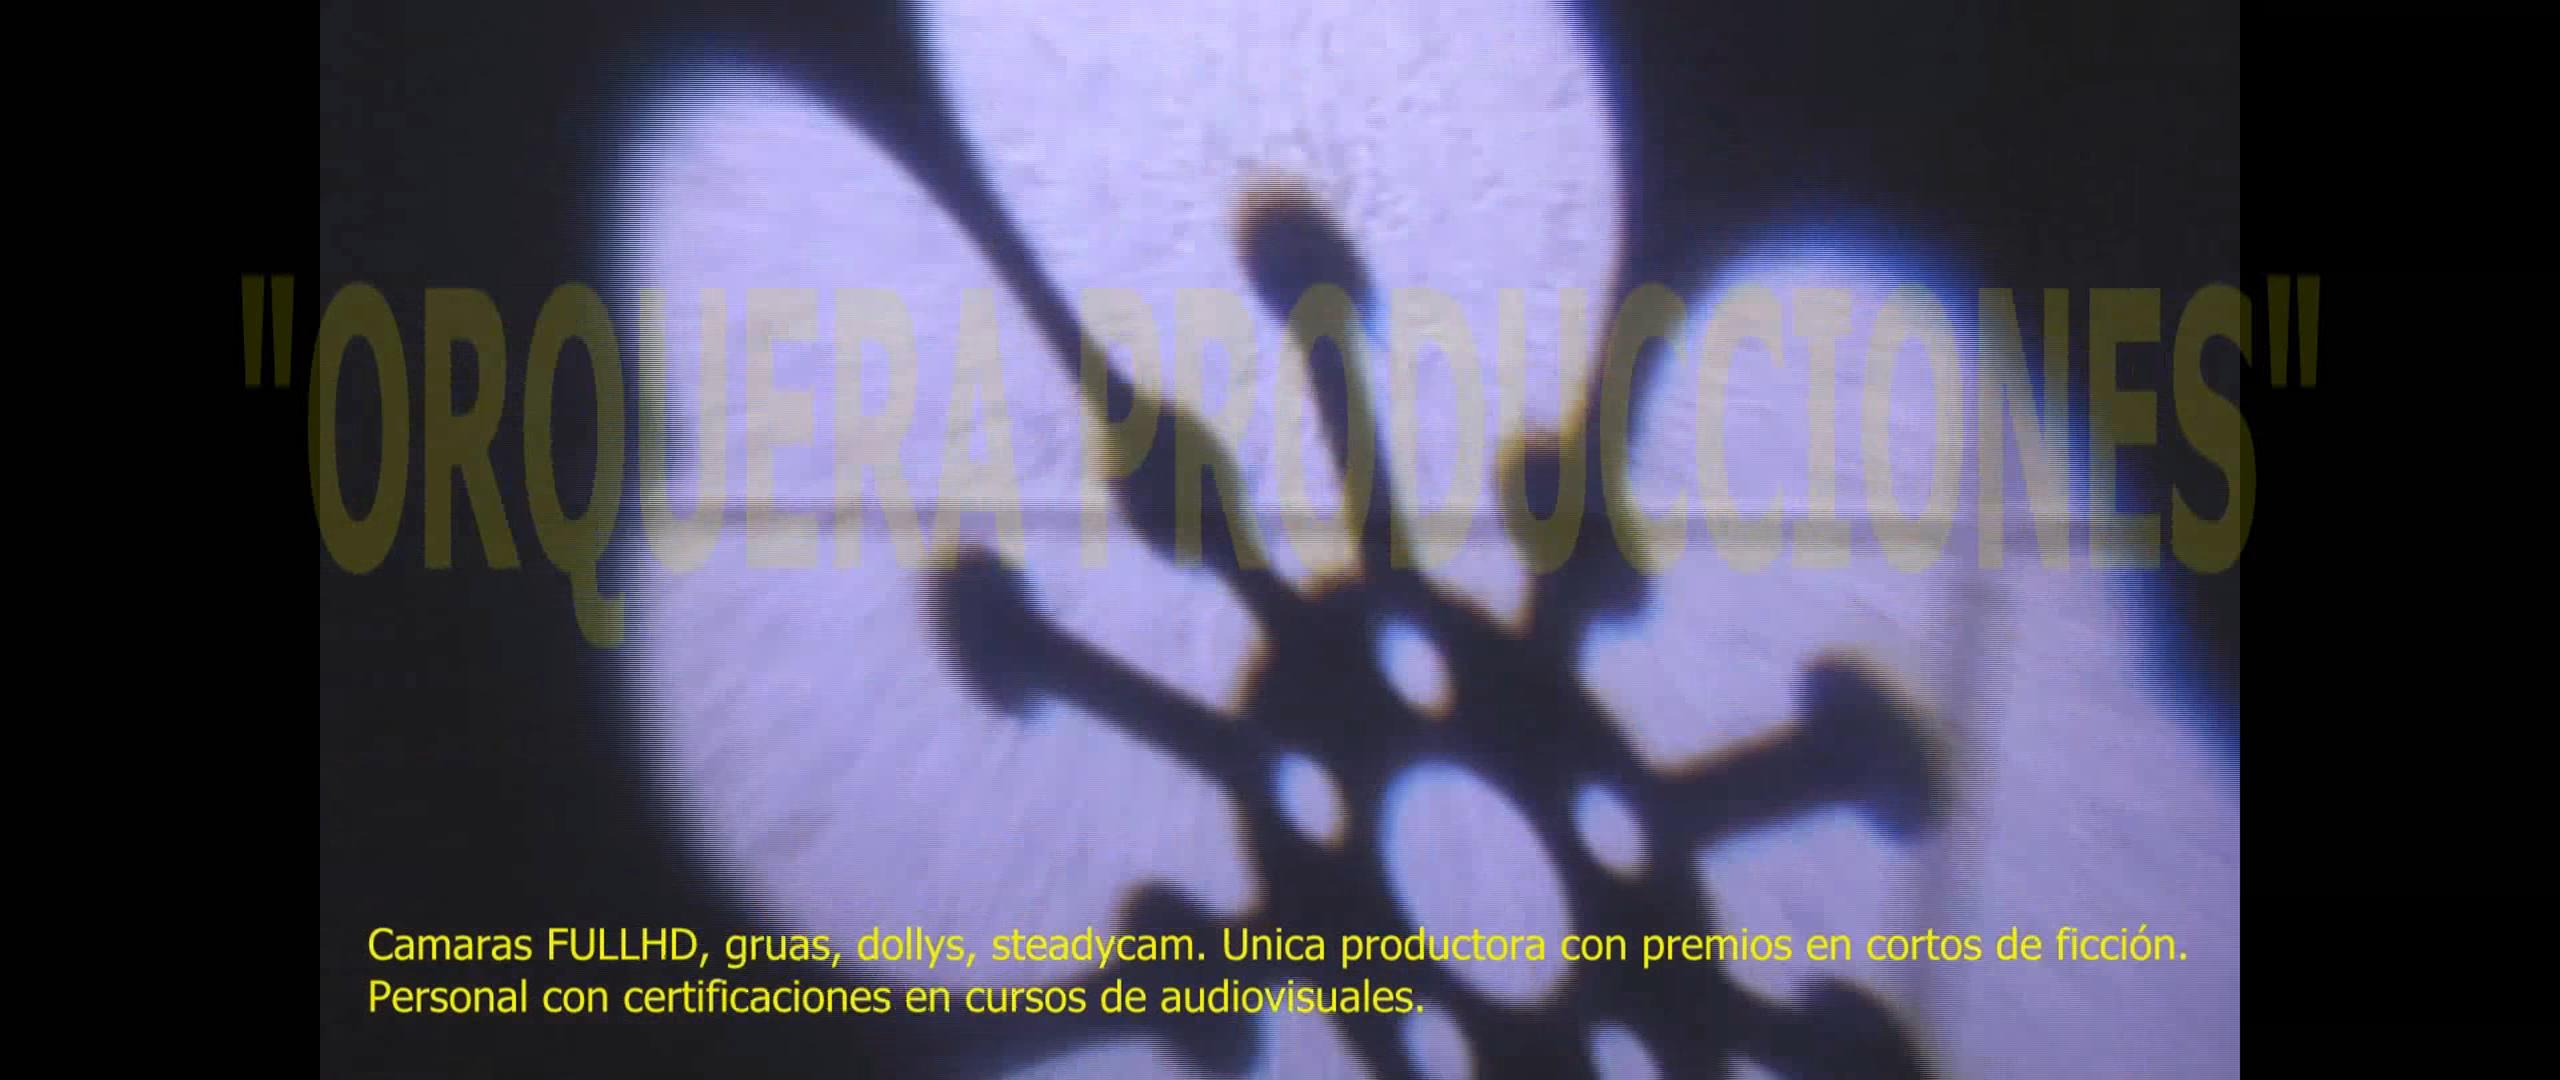 "ORQUERA PRODUCCIONES"
Camaras FULLHD, gruas, dollys, steadycam. Unica productora con premios en cortos de ficción.
Personal con certificaciones en cursos de audiovisuales.